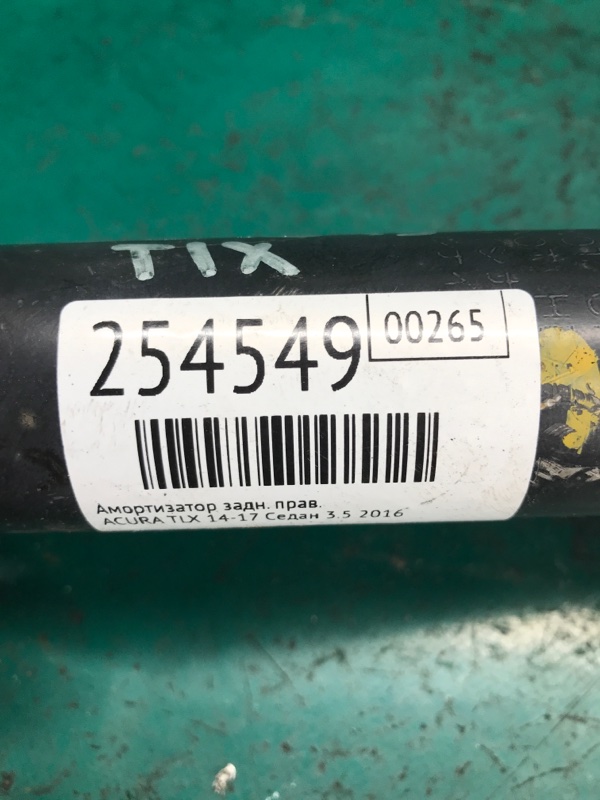 TLX
254549
00265
Амортизатор задн. прав.
ACURA TLX 14-17 Седан 3.5 2016